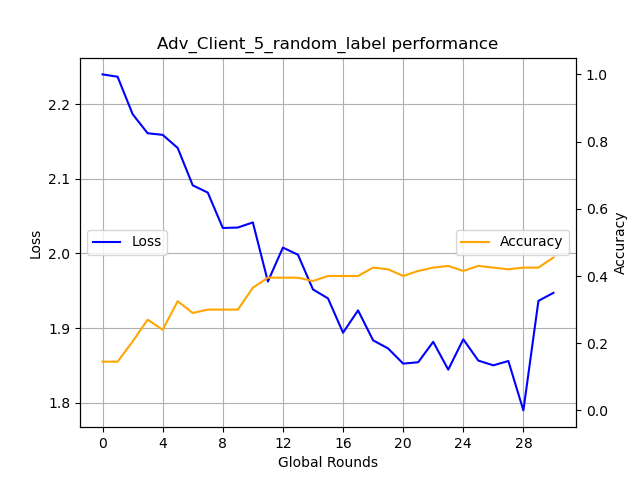 Adv_Client_5_random_label performance
2.2
2.1
2.0
1.9
1.8
Loss
Loss
Accuracy
1.0
0.8
0.6
0.4
0.2
0.0
Accuracy
0 4 8 12 16 20 24 28
Global Rounds